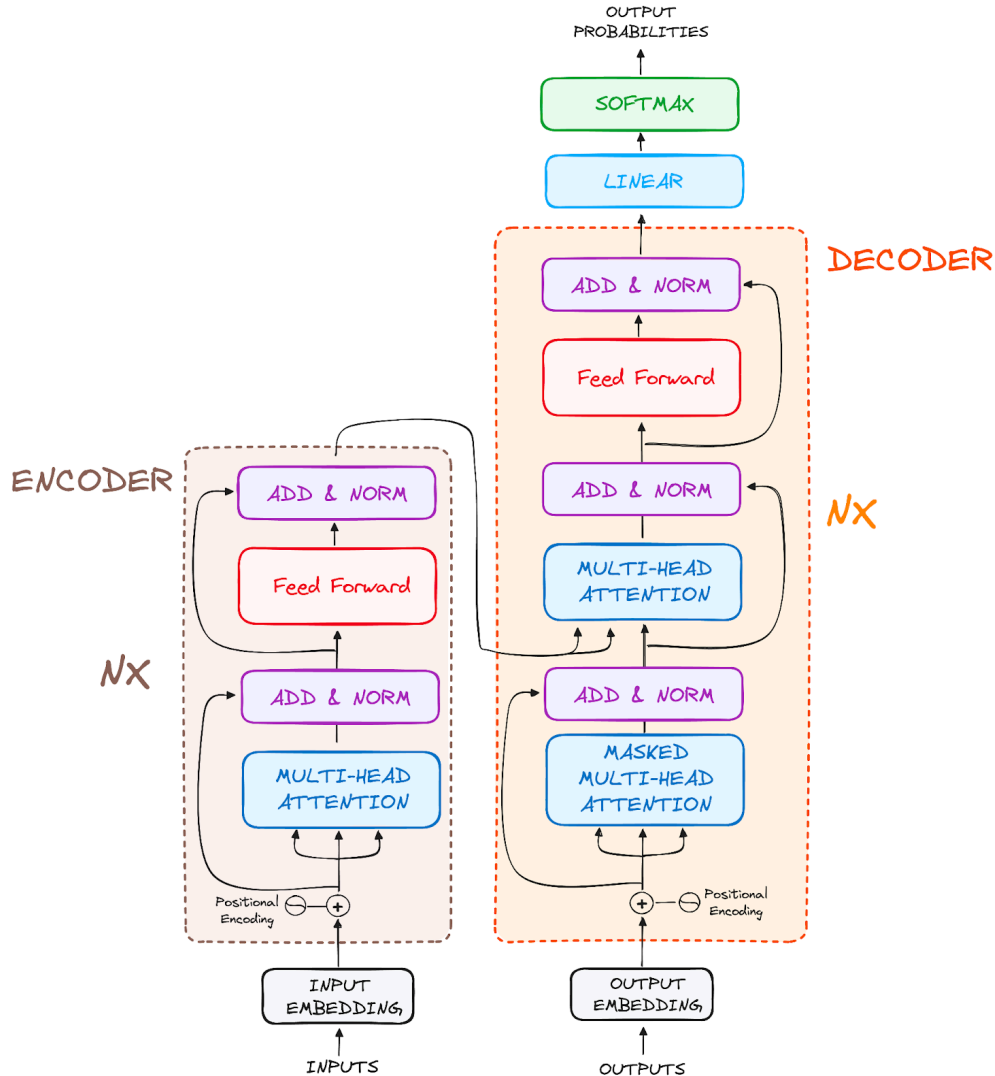 OUTPUT
PROBABILITIES
SOFTMAX
LINEAR
DECODER
ADD & NORM
Feed Forward
ADD & NORM
NX
MULTI-HEAD
ATTENTION
ADD & NORM
MASKED
MULTI-HEAD
ATTENTION
Positional
Encoding
OUTPUT
EMBEDDING
OUTPUTS
ENCODER
ADD & NORM
Feed Forward
NX
ADD & NORM
MULTI-HEAD
ATTENTION
Positional
Encoding
INPUT
EMBEDDING
INPUTS